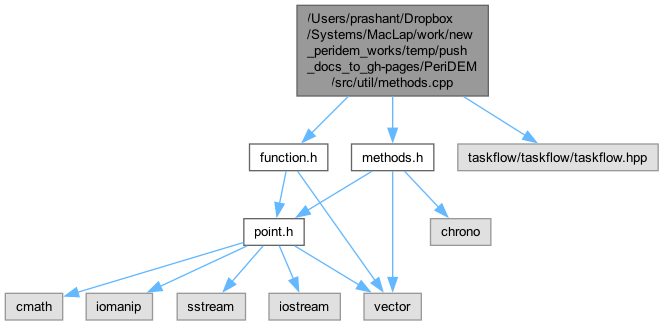 /Users/prashant/Dropbox
/Systems/MacLap/work/new
_peridem_works/temp/push
_docs_to_gh-pages/PeriDEM
/src/util/methods.cpp
function.h
methods.h
taskflow/taskflow/taskflow.hpp
point.h
chrono
cmath
iomanip
sstream
iostream
vector